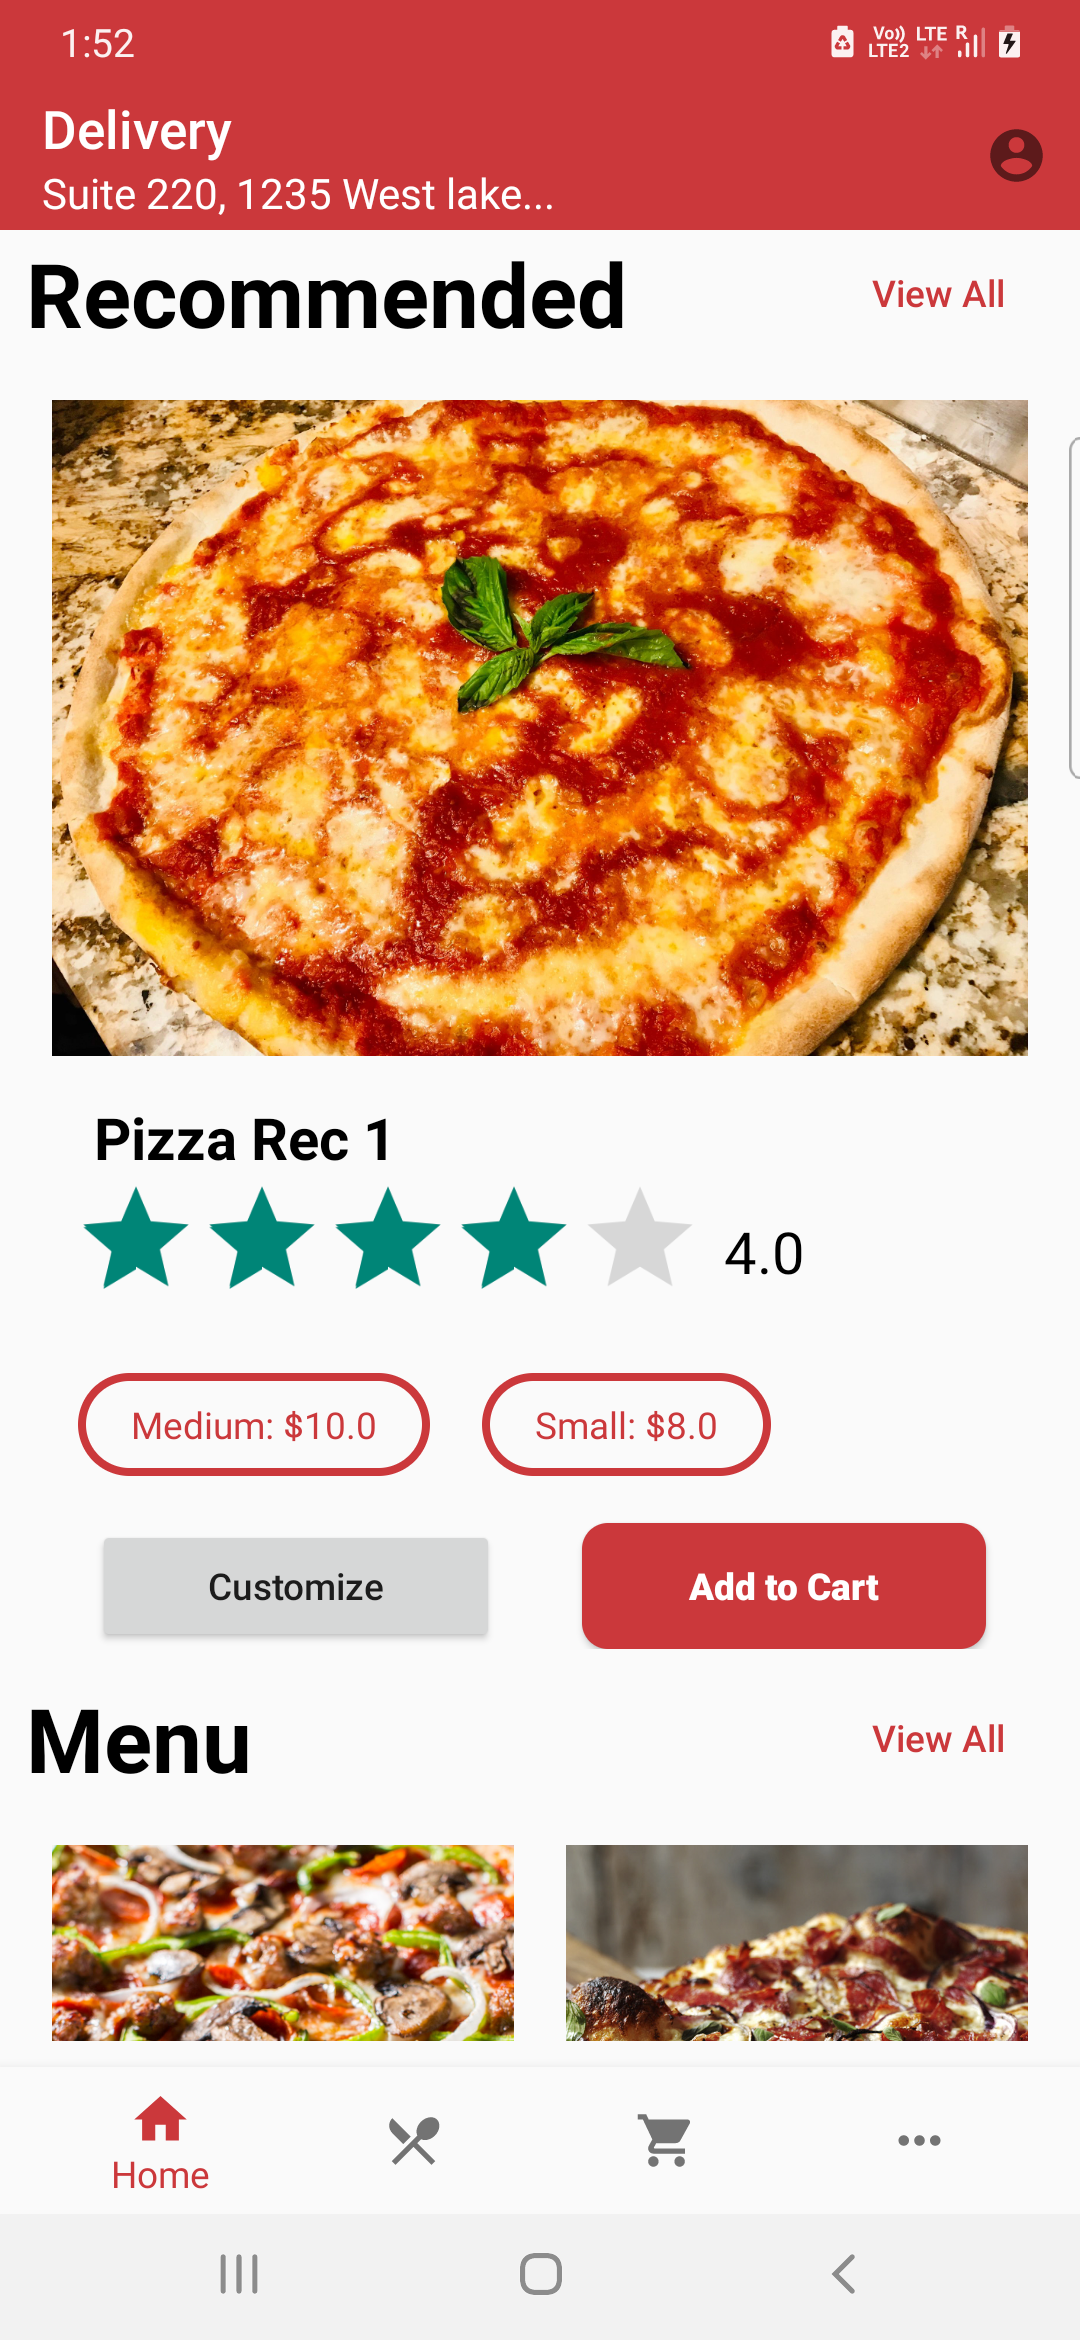 1:52
Vo)) LTE R
LTE2
Delivery
Suite 220, 1235 West lake...
Recommended
View All
Pizza Rec 1
4.0
Medium: $10.0
Small: $8.0
Customize
Add to Cart
Menu
View All
Home